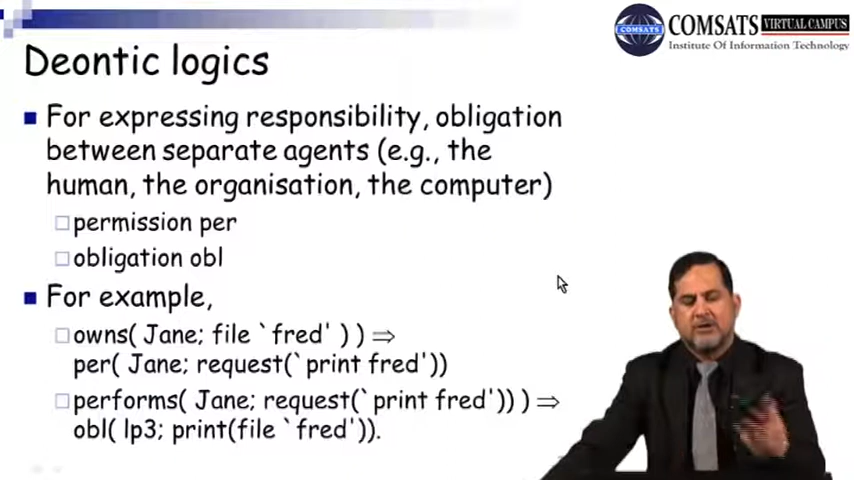 COMSATS VIRTUAL CAMPUS
COMSATS
Institute Of Information Technology
Deontic logics
For expressing responsibility, obligation
between separate agents (e.g., the
human, the organisation, the computer)
permission per
obligation obl
For example,
owns( Jane; file `fred' ) ) ⇒
per( Jane; request(`print fred'))
performs( Jane; request(`print fred')) ) ⇒
obl( lp3; print(file `fred')).